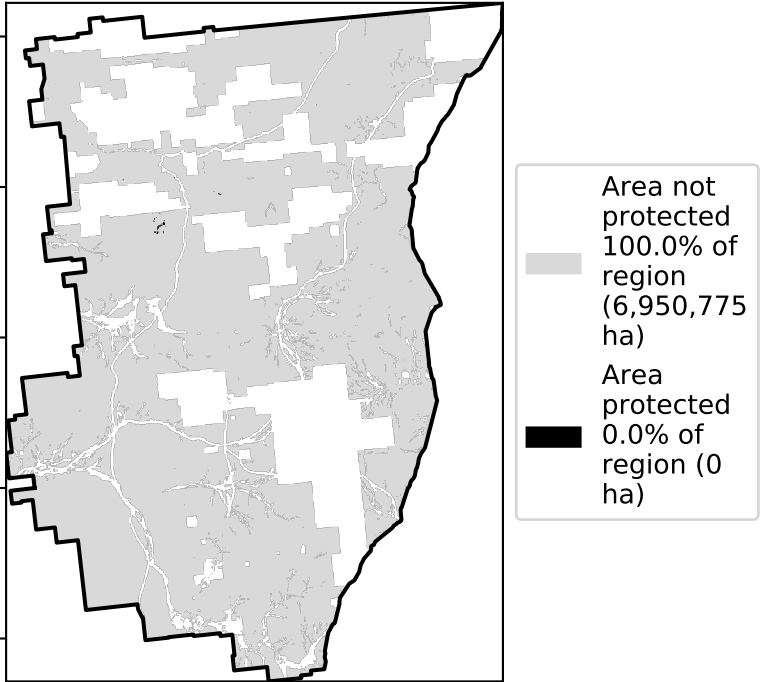 Area not
protected
100.0% of
region
(6,950,775
ha)
Area
protected
0.0% of
region (0
ha)